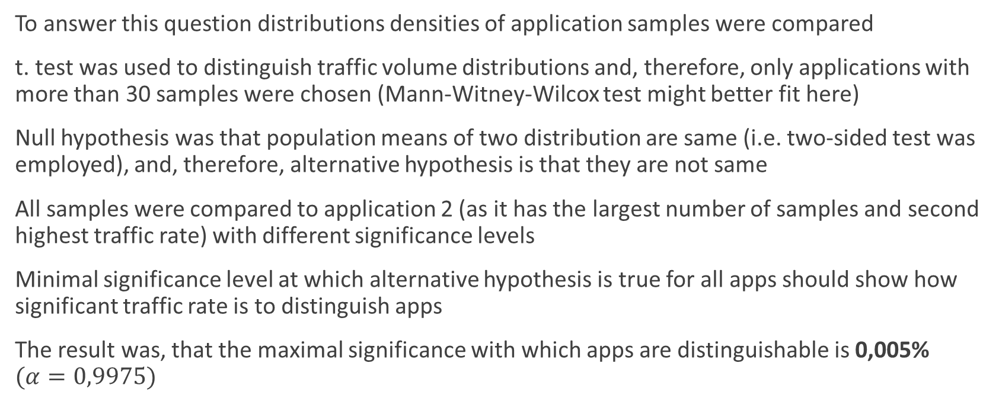 To answer this question distributions densities of application samples were compared
t. test was used to distinguish traffic volume distributions and, therefore, only applications with
more than 30 samples were chosen (Mann-Witney-Wilcox test might better fit here)
Null hypothesis was that population means of two distribution are same (i.e. two-sided test was
employed), and, therefore, alternative hypothesis is that they are not same
All samples were compared to application 2 (as it has the largest number of samples and second
highest traffic rate) with different significance levels
Minimal significance level at which alternative hypothesis is true for all apps should show how
significant traffic rate is to distinguish apps
The result was, that the maximal significance with which apps are distinguishable is 0,005%
(α = 0,9975)